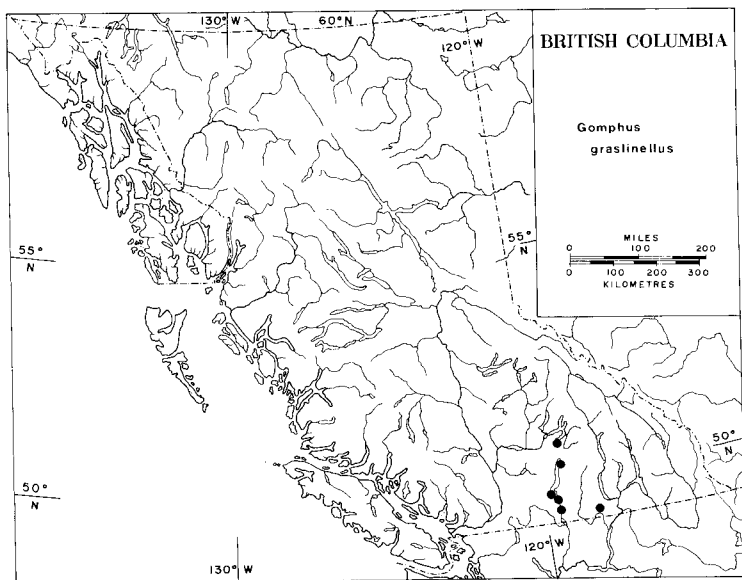 130° W
60° N
120° W
BRITISH COLUMBIA
Gomphus
graslinellus
MILES
0 100 200
0 100 200 300
KILOMETRES
55°
N
55°
N
50°
N
50°
N
130° W
120° W